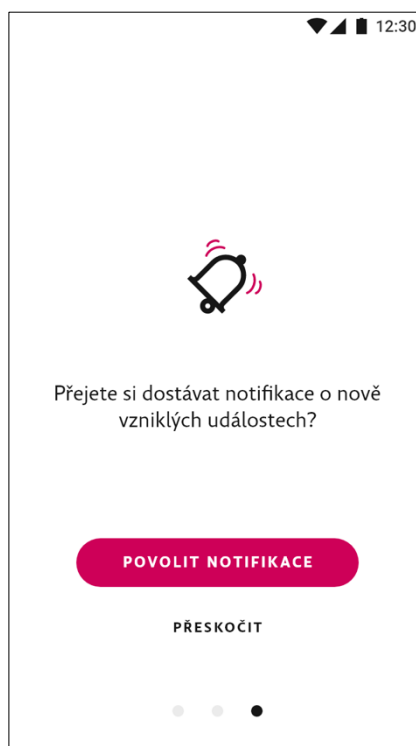 12:30
Přejete si dostávat notifikace o nově
vzniklých událostech?
POVOLIT NOTIFIKACE
PŘESKOČIT